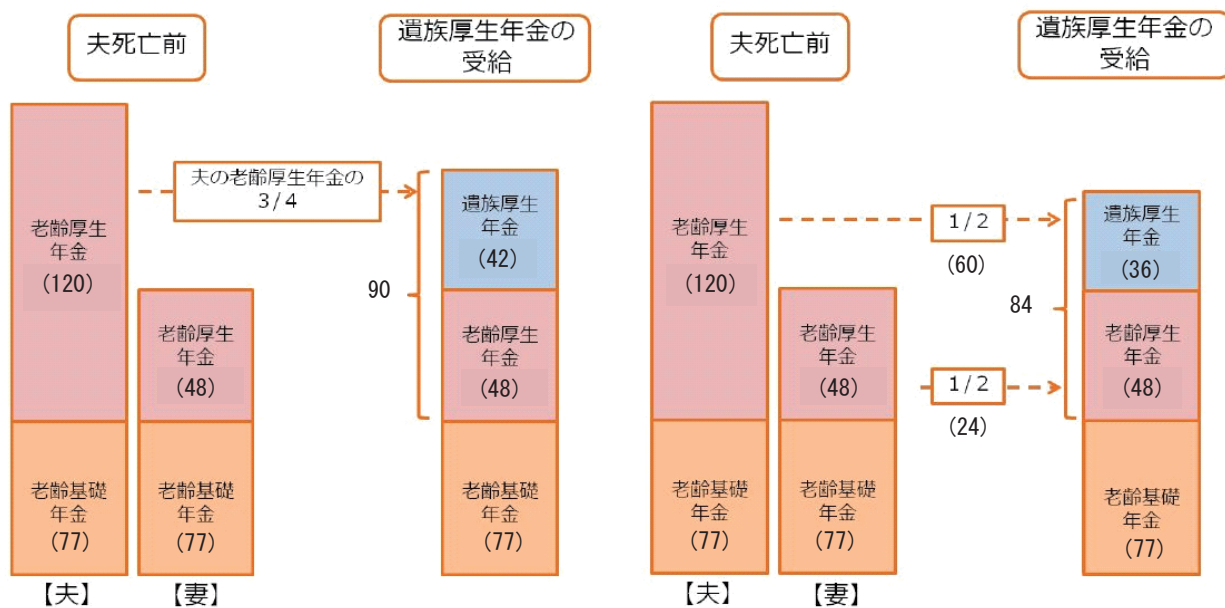 夫死亡前
遺族厚生年金の
受給
老齢厚生
年金
(120)
老齢基礎
年金
(77)
【夫】
老齢厚生
年金
(48)
老齢基礎
年金
(77)
【妻】
夫の老齢厚生年金の
3/4
90
遺族厚生
年金
(42)
老齢厚生
年金
(48)
老齢基礎
年金
(77)
夫死亡前
遺族厚生年金の
受給
老齢厚生
年金
(120)
老齢基礎
年金
(77)
【夫】
老齢厚生
年金
(48)
老齢基礎
年金
(77)
【妻】
1/2
(60)
1/2
(24)
84
遺族厚生
年金
(36)
老齢厚生
年金
(48)
老齢基礎
年金
(77)